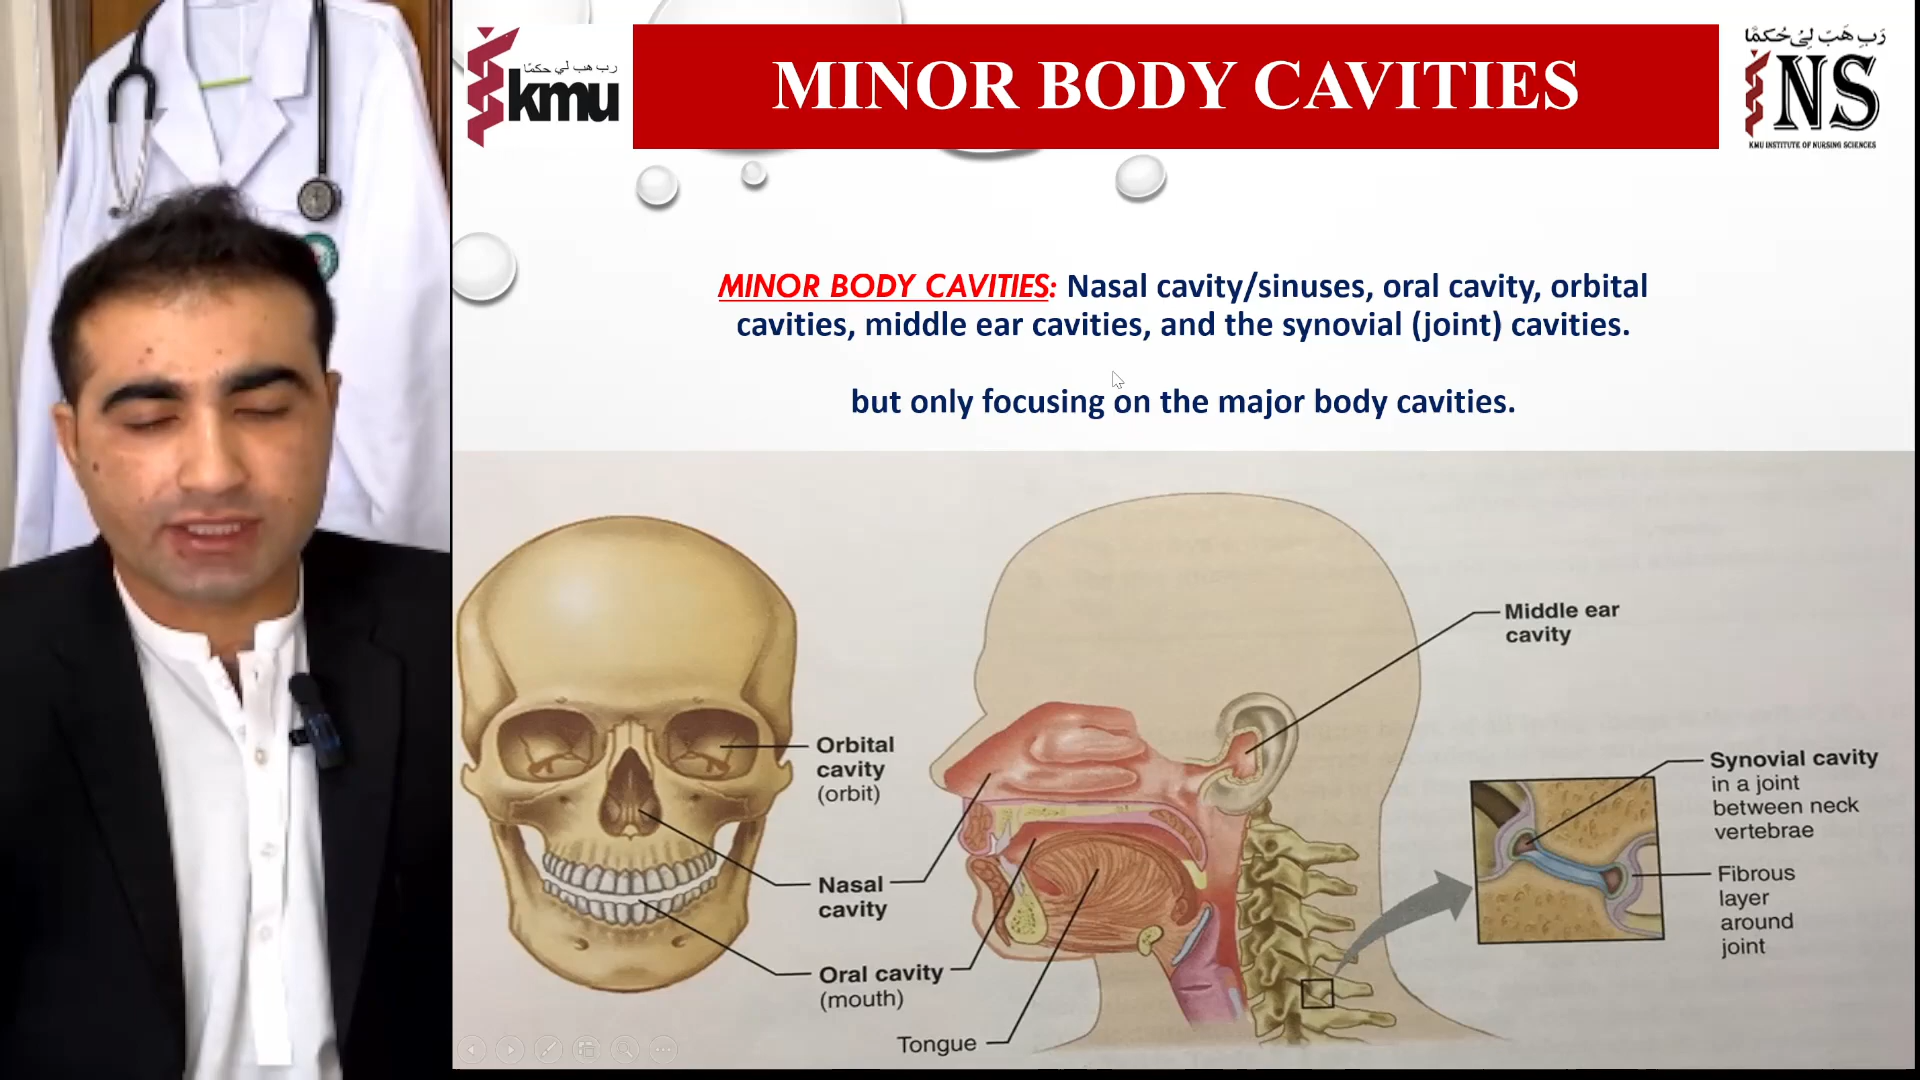 رب هب لي حكمًا
kmu
MINOR BODY CAVITIES
رَبِ هَبَ لِیۡ حُكمًا
INS
KMU INSTITUTE OF NURSING SCIENCES
MINOR BODY CAVITIES: Nasal cavity/sinuses, oral cavity, orbital
cavities, middle ear cavities, and the synovial (joint) cavities.
but only focusing on the major body cavities.
Middle ear
cavity
Orbital
cavity
(orbit)
Synovial cavity
in a joint
between neck
vertebrae
Nasal
cavity
Fibrous
layer
around
joint
Oral cavity
(mouth)
Tongue